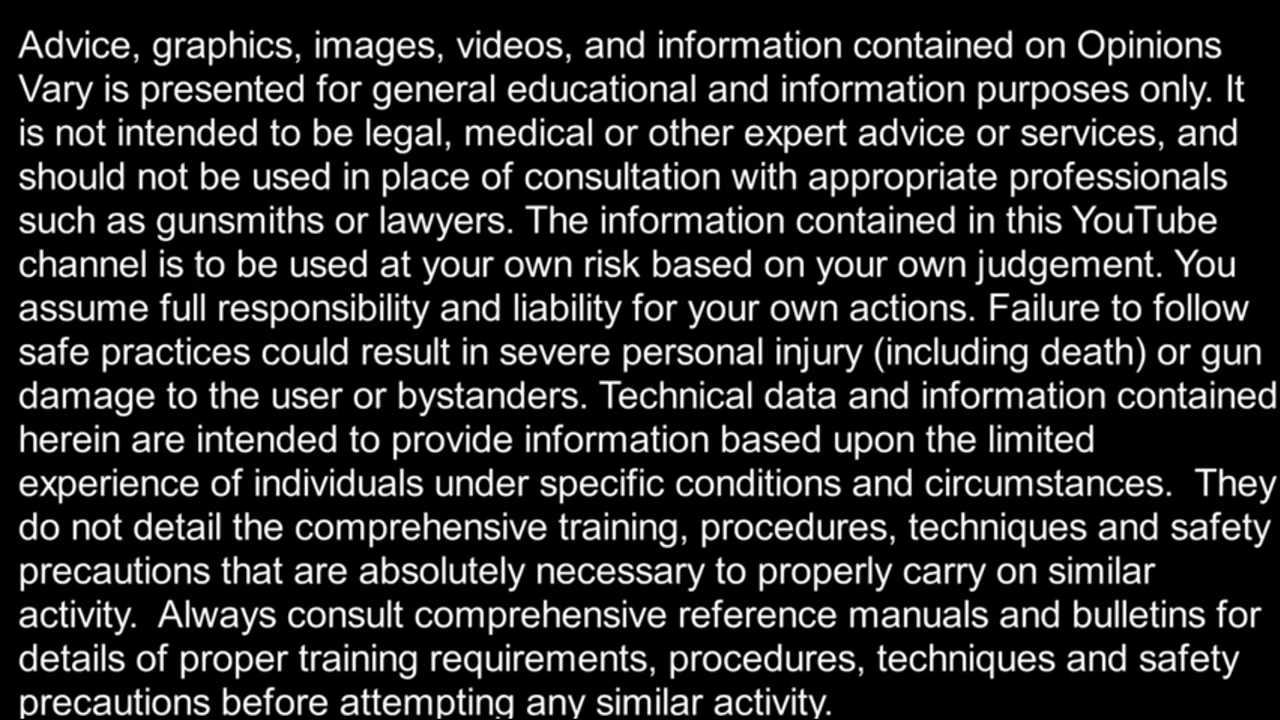 Advice, graphics, images, videos, and information contained on Opinions
Vary is presented for general educational and information purposes only. It
is not intended to be legal, medical or other expert advice or services, and
should not be used in place of consultation with appropriate professionals
such as gunsmiths or lawyers. The information contained in this YouTube
channel is to be used at your own risk based on your own judgement. You
assume full responsibility and liability for your own actions. Failure to follow
safe practices could result in severe personal injury (including death) or gun
damage to the user or bystanders. Technical data and information contained
herein are intended to provide information based upon the limited
experience of individuals under specific conditions and circumstances.  They
do not detail the comprehensive training, procedures, techniques and safety
precautions that are absolutely necessary to properly carry on similar
activity.  Always consult comprehensive reference manuals and bulletins for
details of proper training requirements, procedures, techniques and safety
precautions before attempting any similar activity.